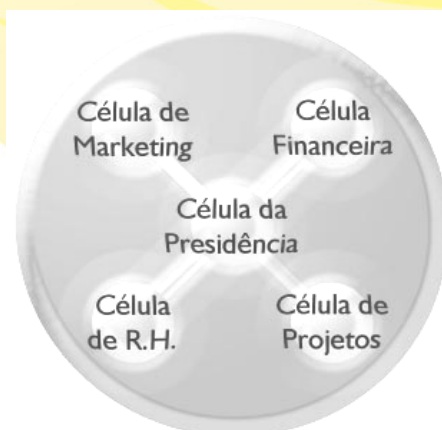 Célula de
Marketing
Célula
Financeira
Célula da
Presidência
Célula
de R.H.
Célula de
Projetos